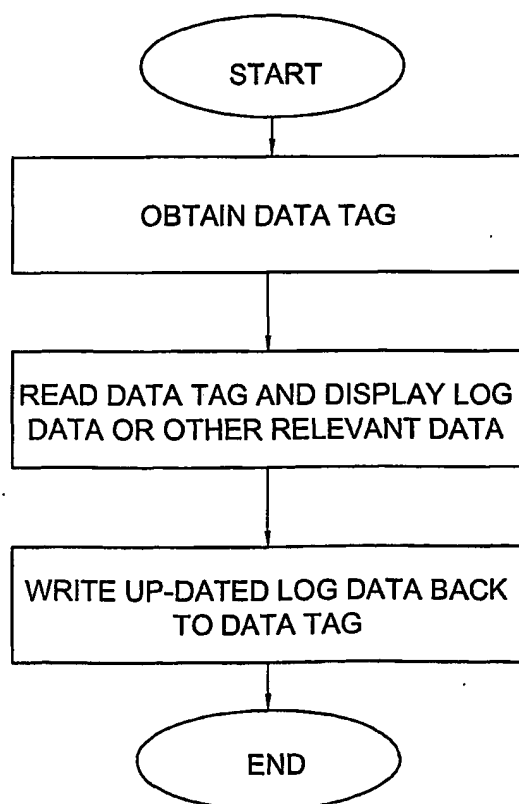 START
OBTAIN DATA TAG
READ DATA TAG AND DISPLAY LOG
DATA OR OTHER RELEVANT DATA
WRITE UP-DATED LOG DATA BACK
TO DATA TAG
END